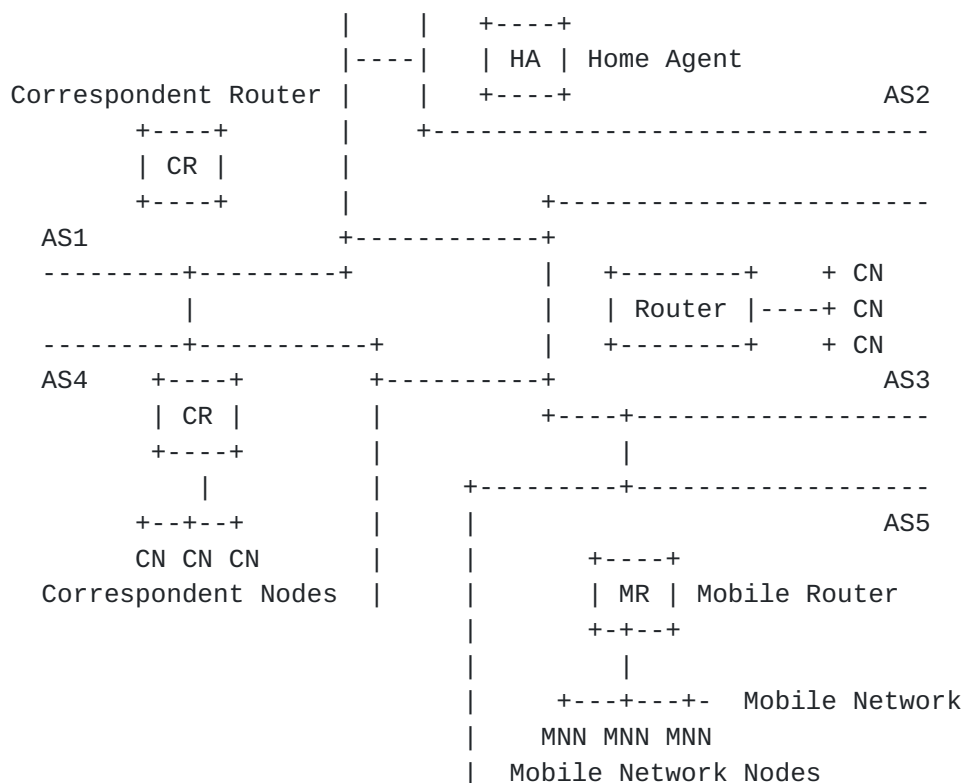 HA Home Agent
Correspondent Router AS2
CR
AS1
CN
Router CN
CN
AS4 AS3
CR
AS5
CN CN CN
Correspondent Nodes MR Mobile Router
Mobile Network
MNN MNN MNN
Mobile Network Nodes